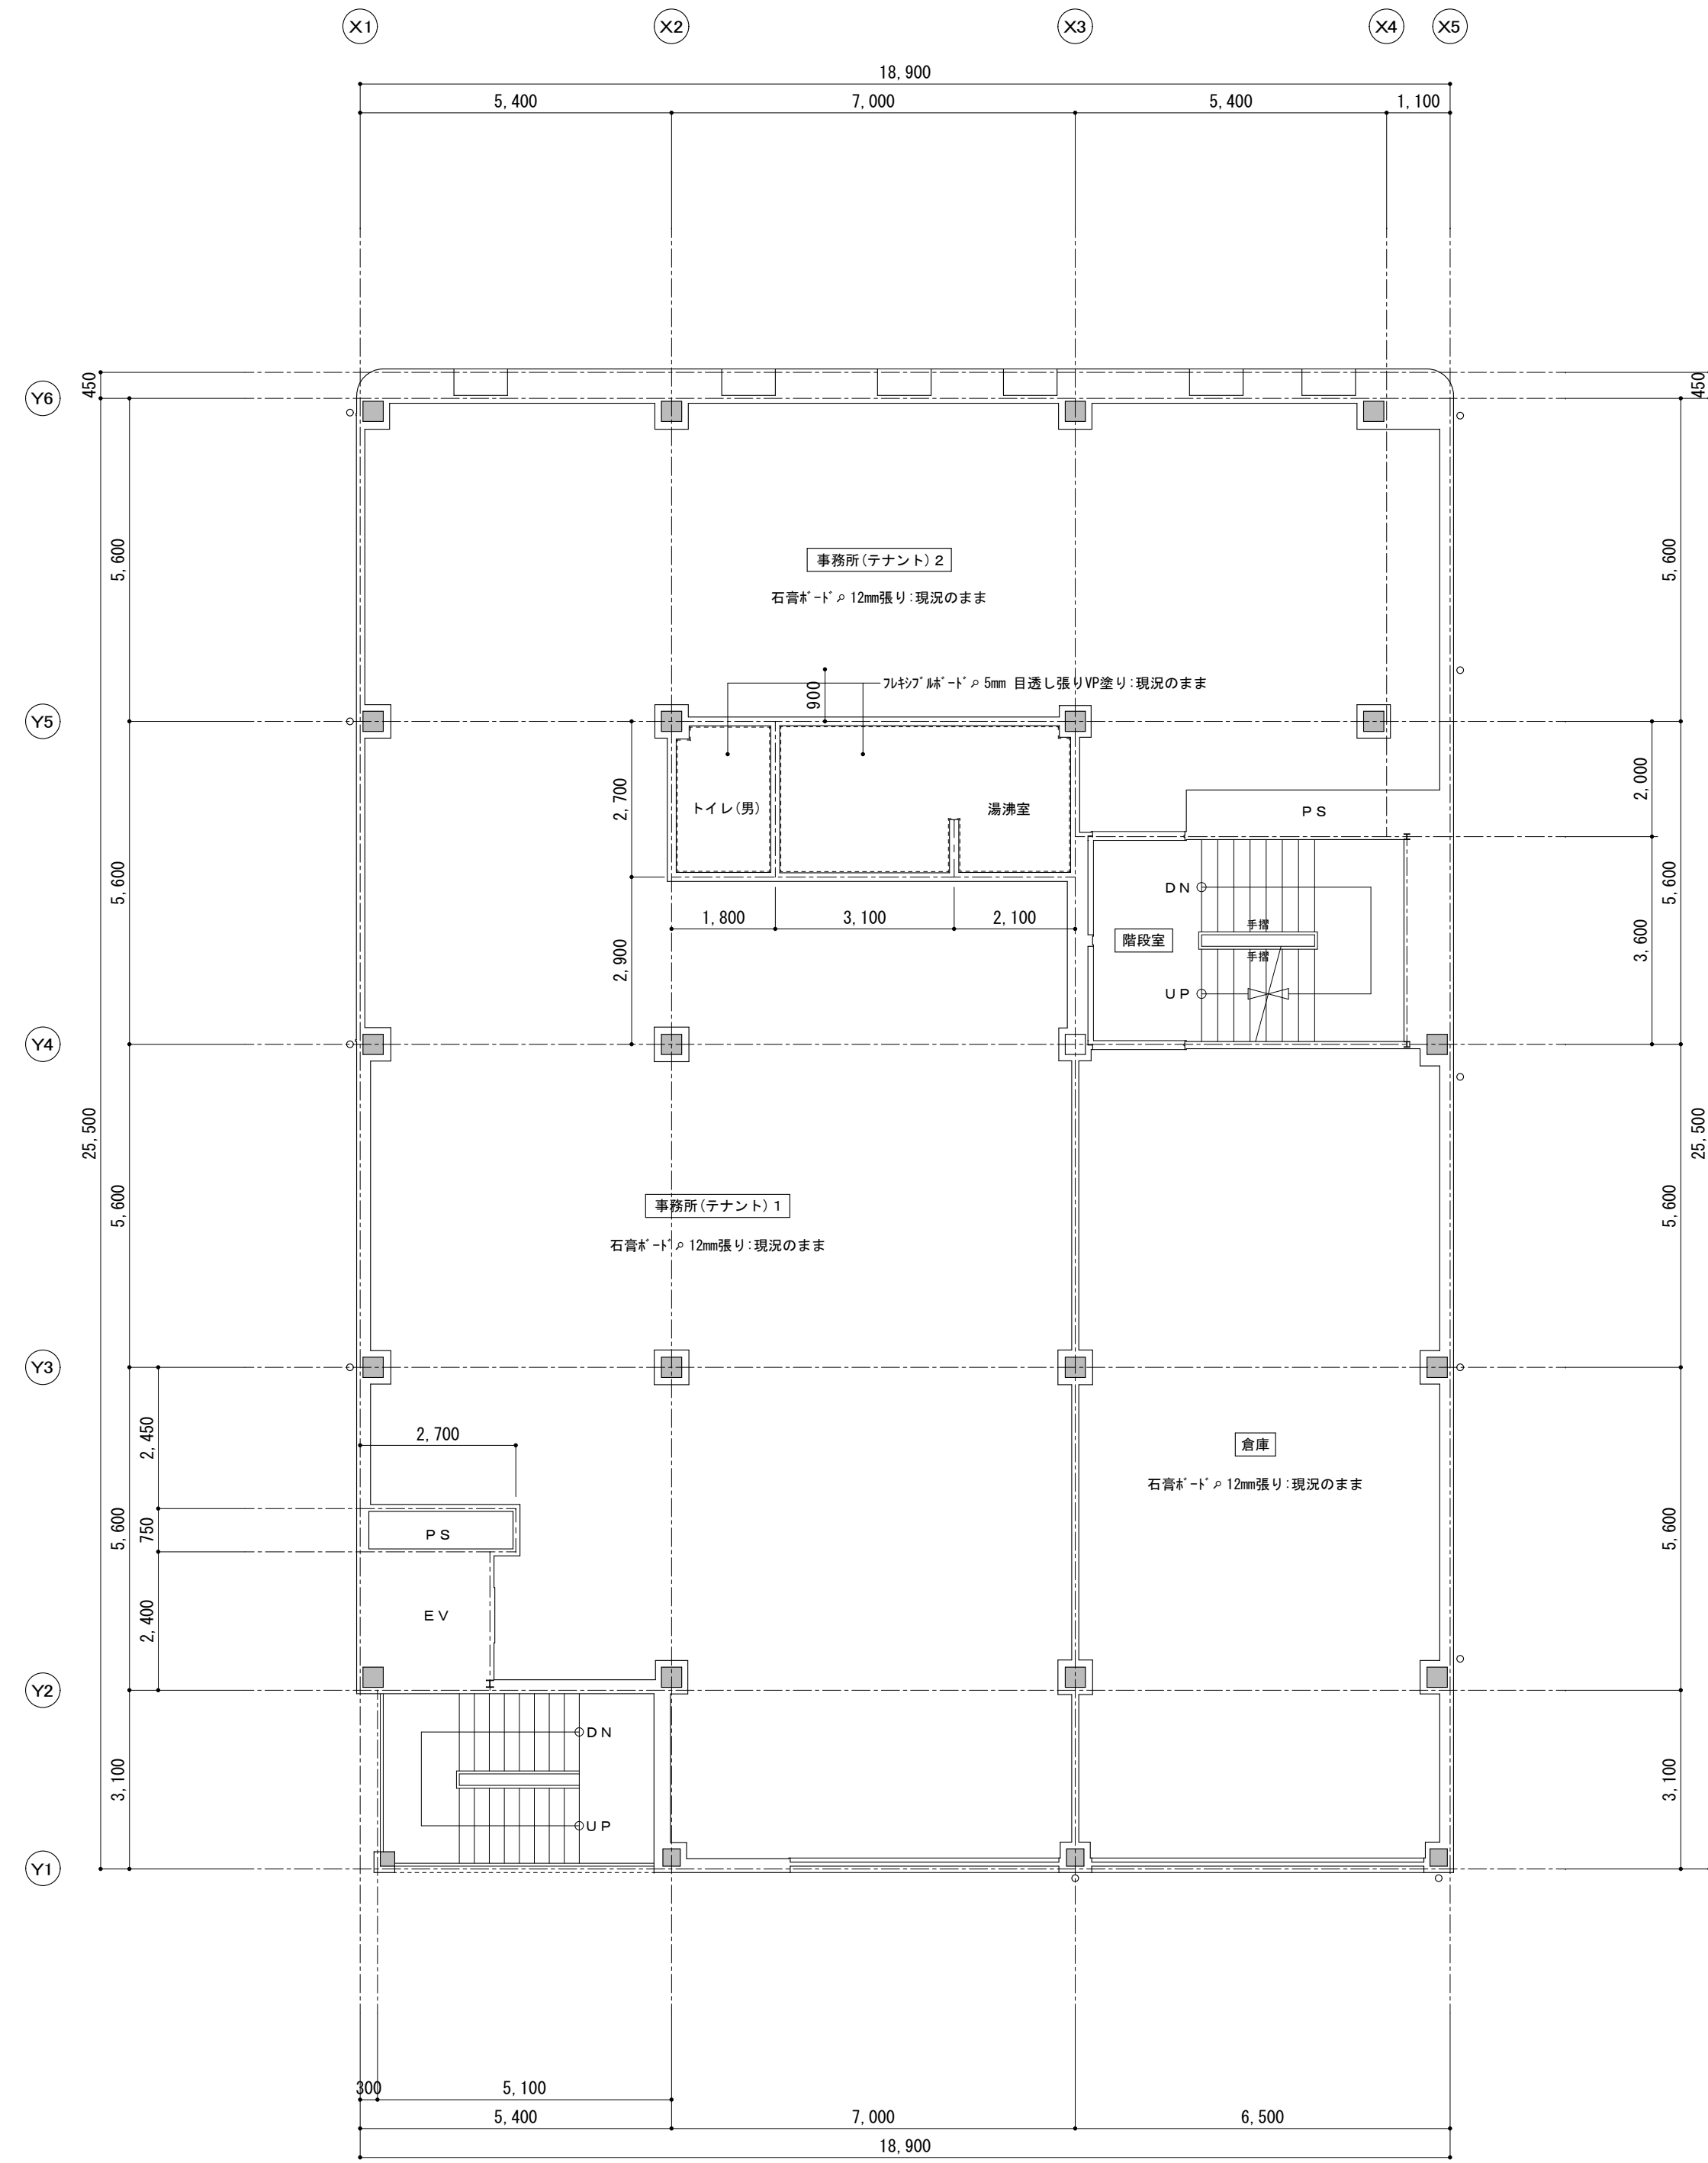 X1 X2 X3 X4 X5
18,900
5,400 7,000 5,400 1,100
450 450
Y6
5,600 5,600
事務所(テナント)2
石膏ﾎﾞｰﾄﾞ 12mm張り:現況のまま
900
ﾌﾚｷｼﾌﾞﾙﾎﾞｰﾄﾞ 5mm 目透し張りVP塗り:現況のまま
Y5
2,700 2,000
トイレ(男) 湯沸室 PS
5,600 5,600
DN
1,800 3,100 2,100
手摺
階段室
手摺
2,900 3,600
UP
Y4
25,500 25,500
5,600 5,600
事務所(テナント)1
石膏ﾎﾞｰﾄﾞ 12mm張り:現況のまま
Y3
2,450
2,700
倉庫
石膏ﾎﾞｰﾄﾞ 12mm張り:現況のまま
5,600 750 5,600
PS
2,400
EV
Y2
DN
3,100 3,100
UP
Y1
300 5,100
5,400 7,000 6,500
18,900